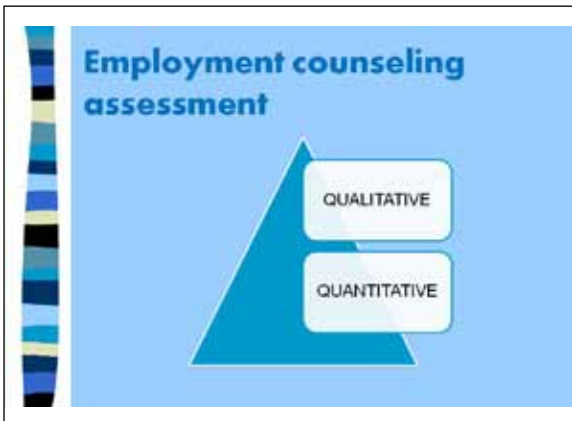 Employment counseling
assessment
QUALITATIVE
QUANTITATIVE